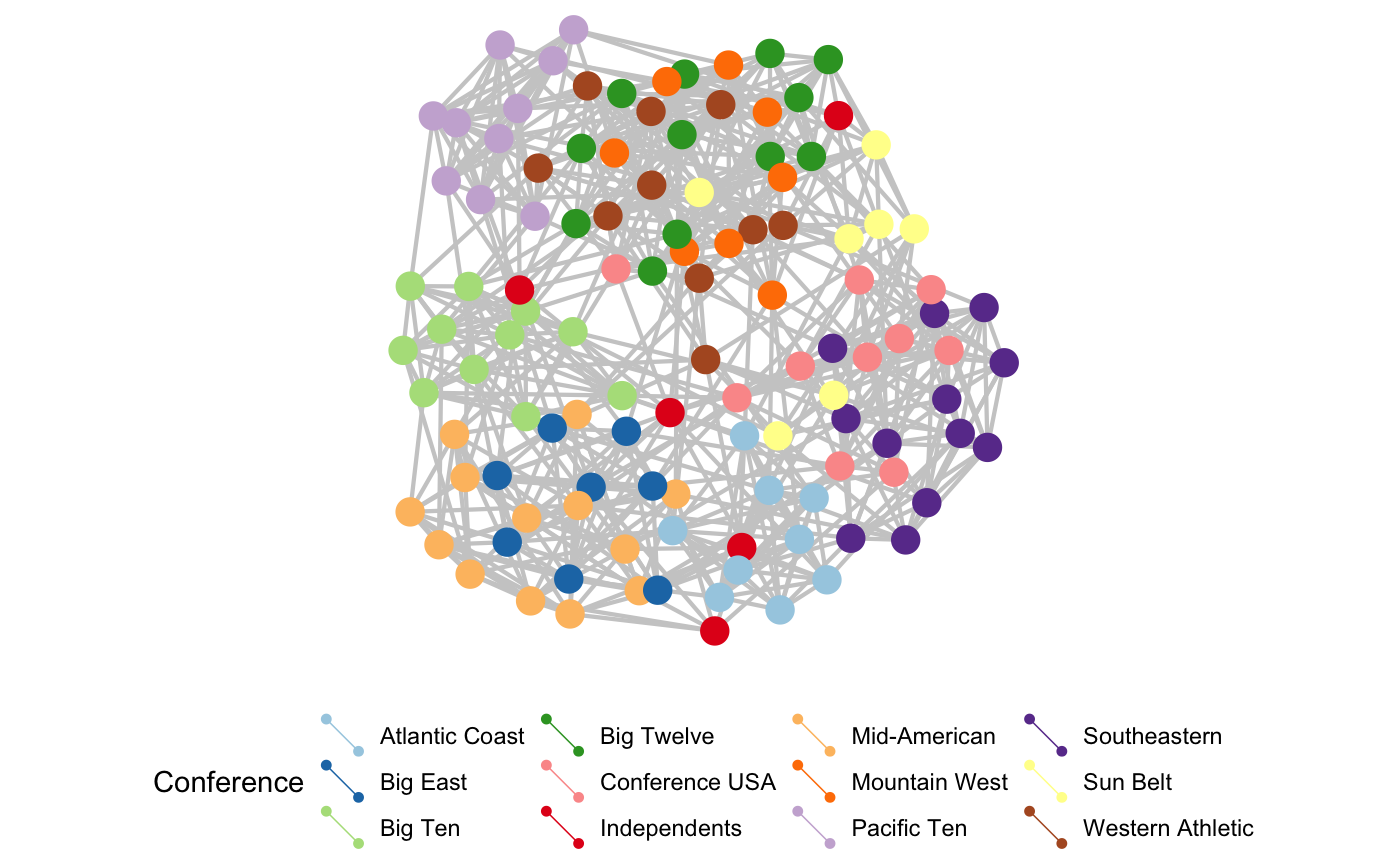 Conference
Atlantic Coast
Big East
Big Ten
Big Twelve
Conference USA
Independents
Mid-American
Mountain West
Pacific Ten
Southeastern
Sun Belt
Western Athletic